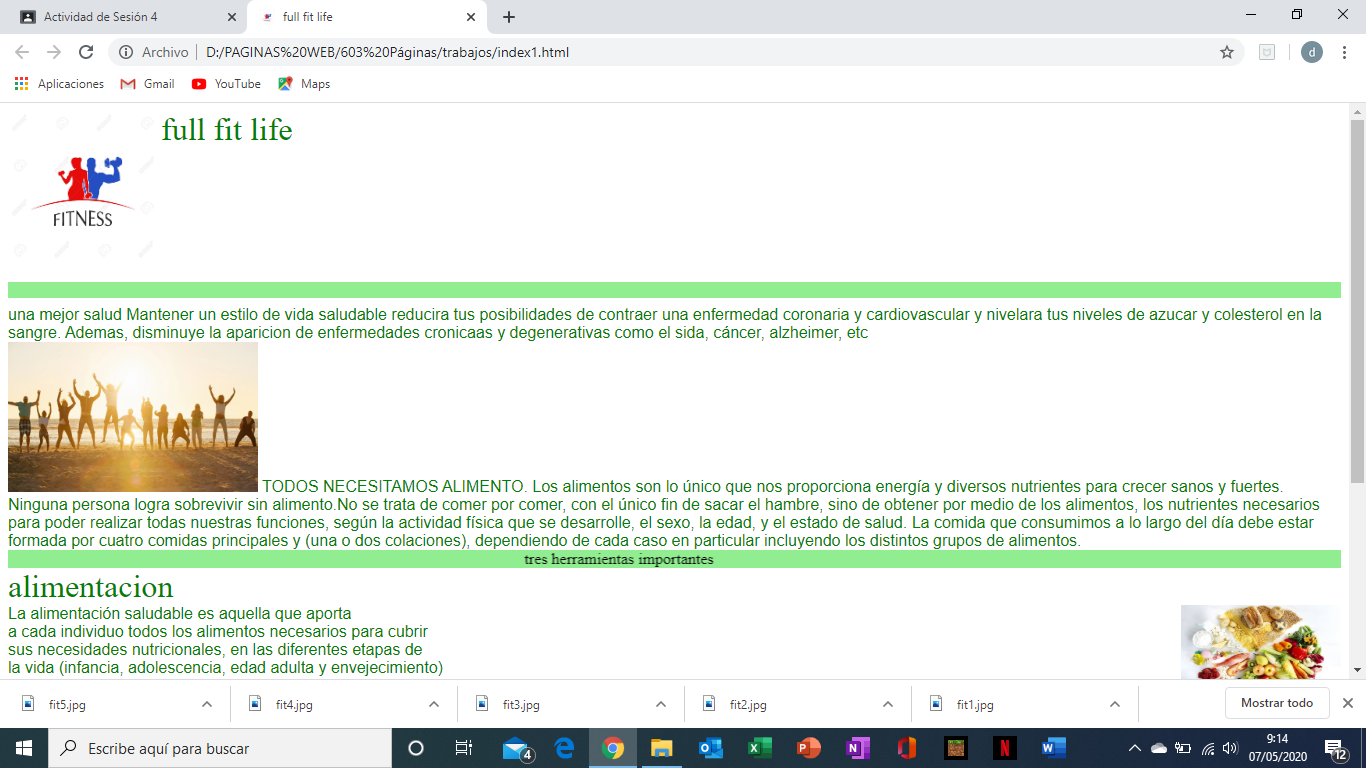 Actividad de Sesión 4
full fit life
Archivo
D:/PAGINAS%20WEB/603%20Páginas/trabajos/index1.html
d
Aplicaciones
Gmail
YouTube
Maps
full fit life
FITNESS
una mejor salud Mantener un estilo de vida saludable reducira tus posibilidades de contraer una enfermedad coronaria y cardiovascular y nivelara tus niveles de azucar y colesterol en la
sangre. Ademas, disminuye la aparicion de enfermedades cronicaas y degenerativas como el sida, cáncer, alzheimer, etc
TODOS NECESITAMOS ALIMENTO. Los alimentos son lo único que nos proporciona energía y diversos nutrientes para crecer sanos y fuertes.
Ninguna persona logra sobrevivir sin alimento.No se trata de comer por comer, con el único fin de sacar el hambre, sino de obtener por medio de los alimentos, los nutrientes necesarios
para poder realizar todas nuestras funciones, según la actividad física que se desarrolle, el sexo, la edad, y el estado de salud. La comida que consumimos a lo largo del día debe estar
formada por cuatro comidas principales y (una o dos colaciones), dependiendo de cada caso en particular incluyendo los distintos grupos de alimentos.
tres herramientas importantes
alimentacion
La alimentación saludable es aquella que aporta
a cada individuo todos los alimentos necesarios para cubrir
sus necesidades nutricionales, en las diferentes etapas de
la vida (infancia, adolescencia, edad adulta y envejecimiento)
fit5.jpg
fit4.jpg
fit3.jpg
fit2.jpg
fit1.jpg
Mostrar todo
Escribe aquí para buscar
4
9:14
07/05/2020
12